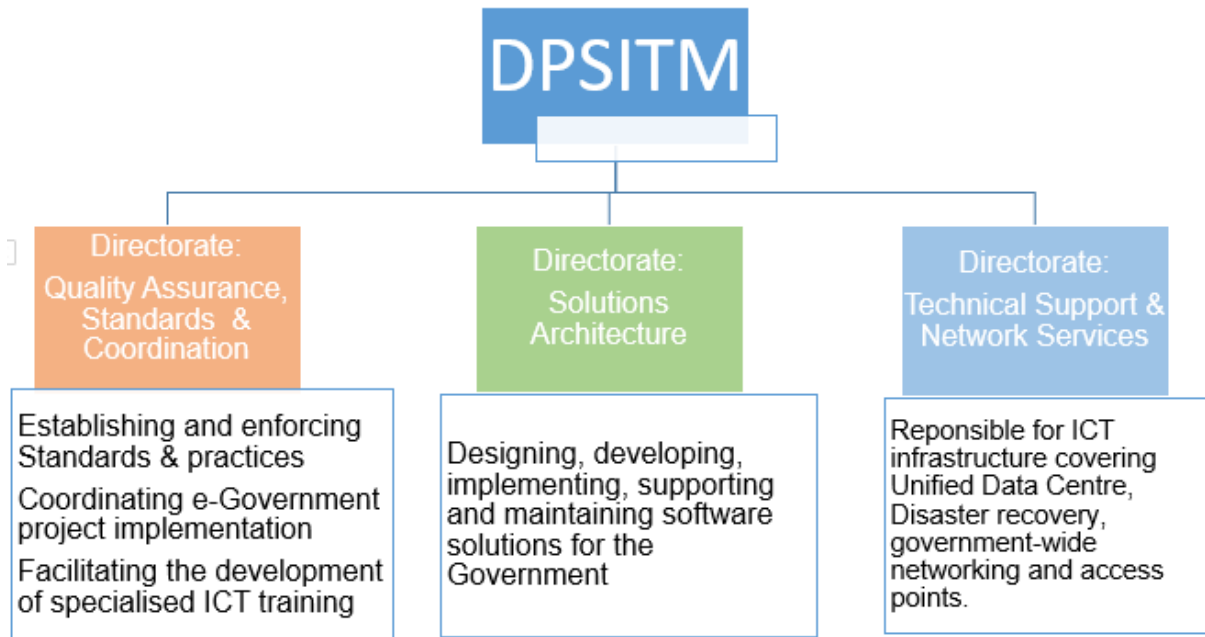 DPSITM
Directorate:
Quality Assurance,
Standards &
Coordination
Establishing and enforcing
Standards & practices
Coordinating e-Government
project implementation
Facilitating the development
of specialised ICT training
Directorate:
Solutions
Architecture
Designing, developing,
implementing, supporting
and maintaining software
solutions for the
Government
Directorate:
Technical Support &
Network Services
Reponsible for ICT
infrastructure covering
Unified Data Centre,
Disaster recovery,
government-wide
networking and access
points.